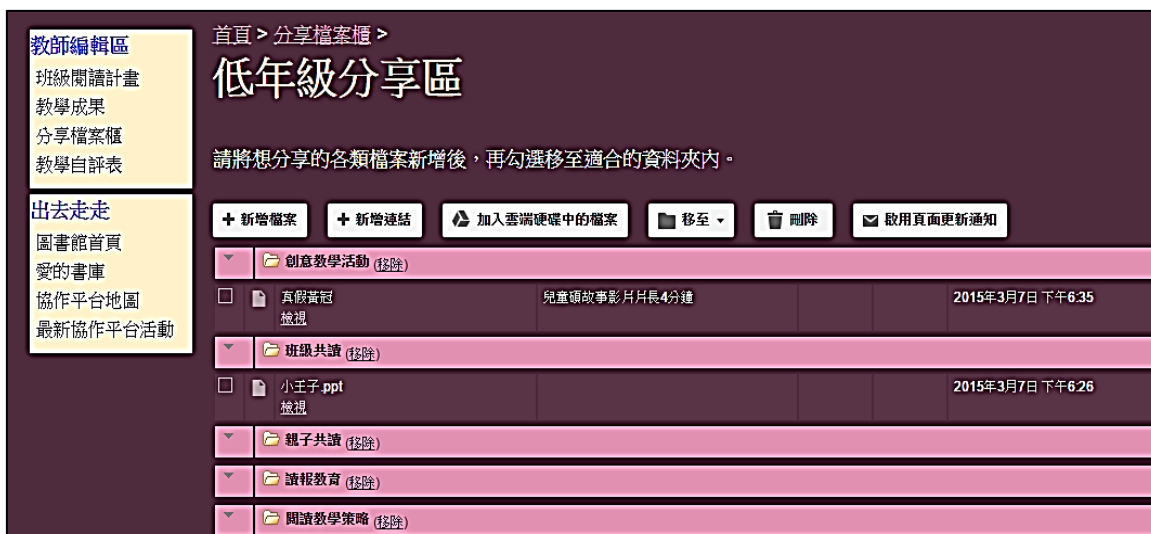 教師編輯區
班級閱讀計畫
教學成果
分享檔案櫃
教學自評表
出去走走
圖書館首頁
愛的書庫
協作平台地圖
最新協作平台活動
首頁 > 分享檔案櫃 >
低年級分享區
請將想分享的各類檔案新增後，再勾選移至適合的資料夾內。
+ 新增檔案 + 新增連結 加入雲端硬碟中的檔案 移至 刪除 啟用頁面更新通知
創意教學活動 (移除)
真假黃冠 兒童碩故事影片片長4分鐘 2015年3月7日 下午6:35
檢視
班級共讀 (移除)
小王子.ppt 2015年3月7日 下午6:26
檢視
親子共讀 (移除)
讀報教育 (移除)
閱讀教學策略 (移除)